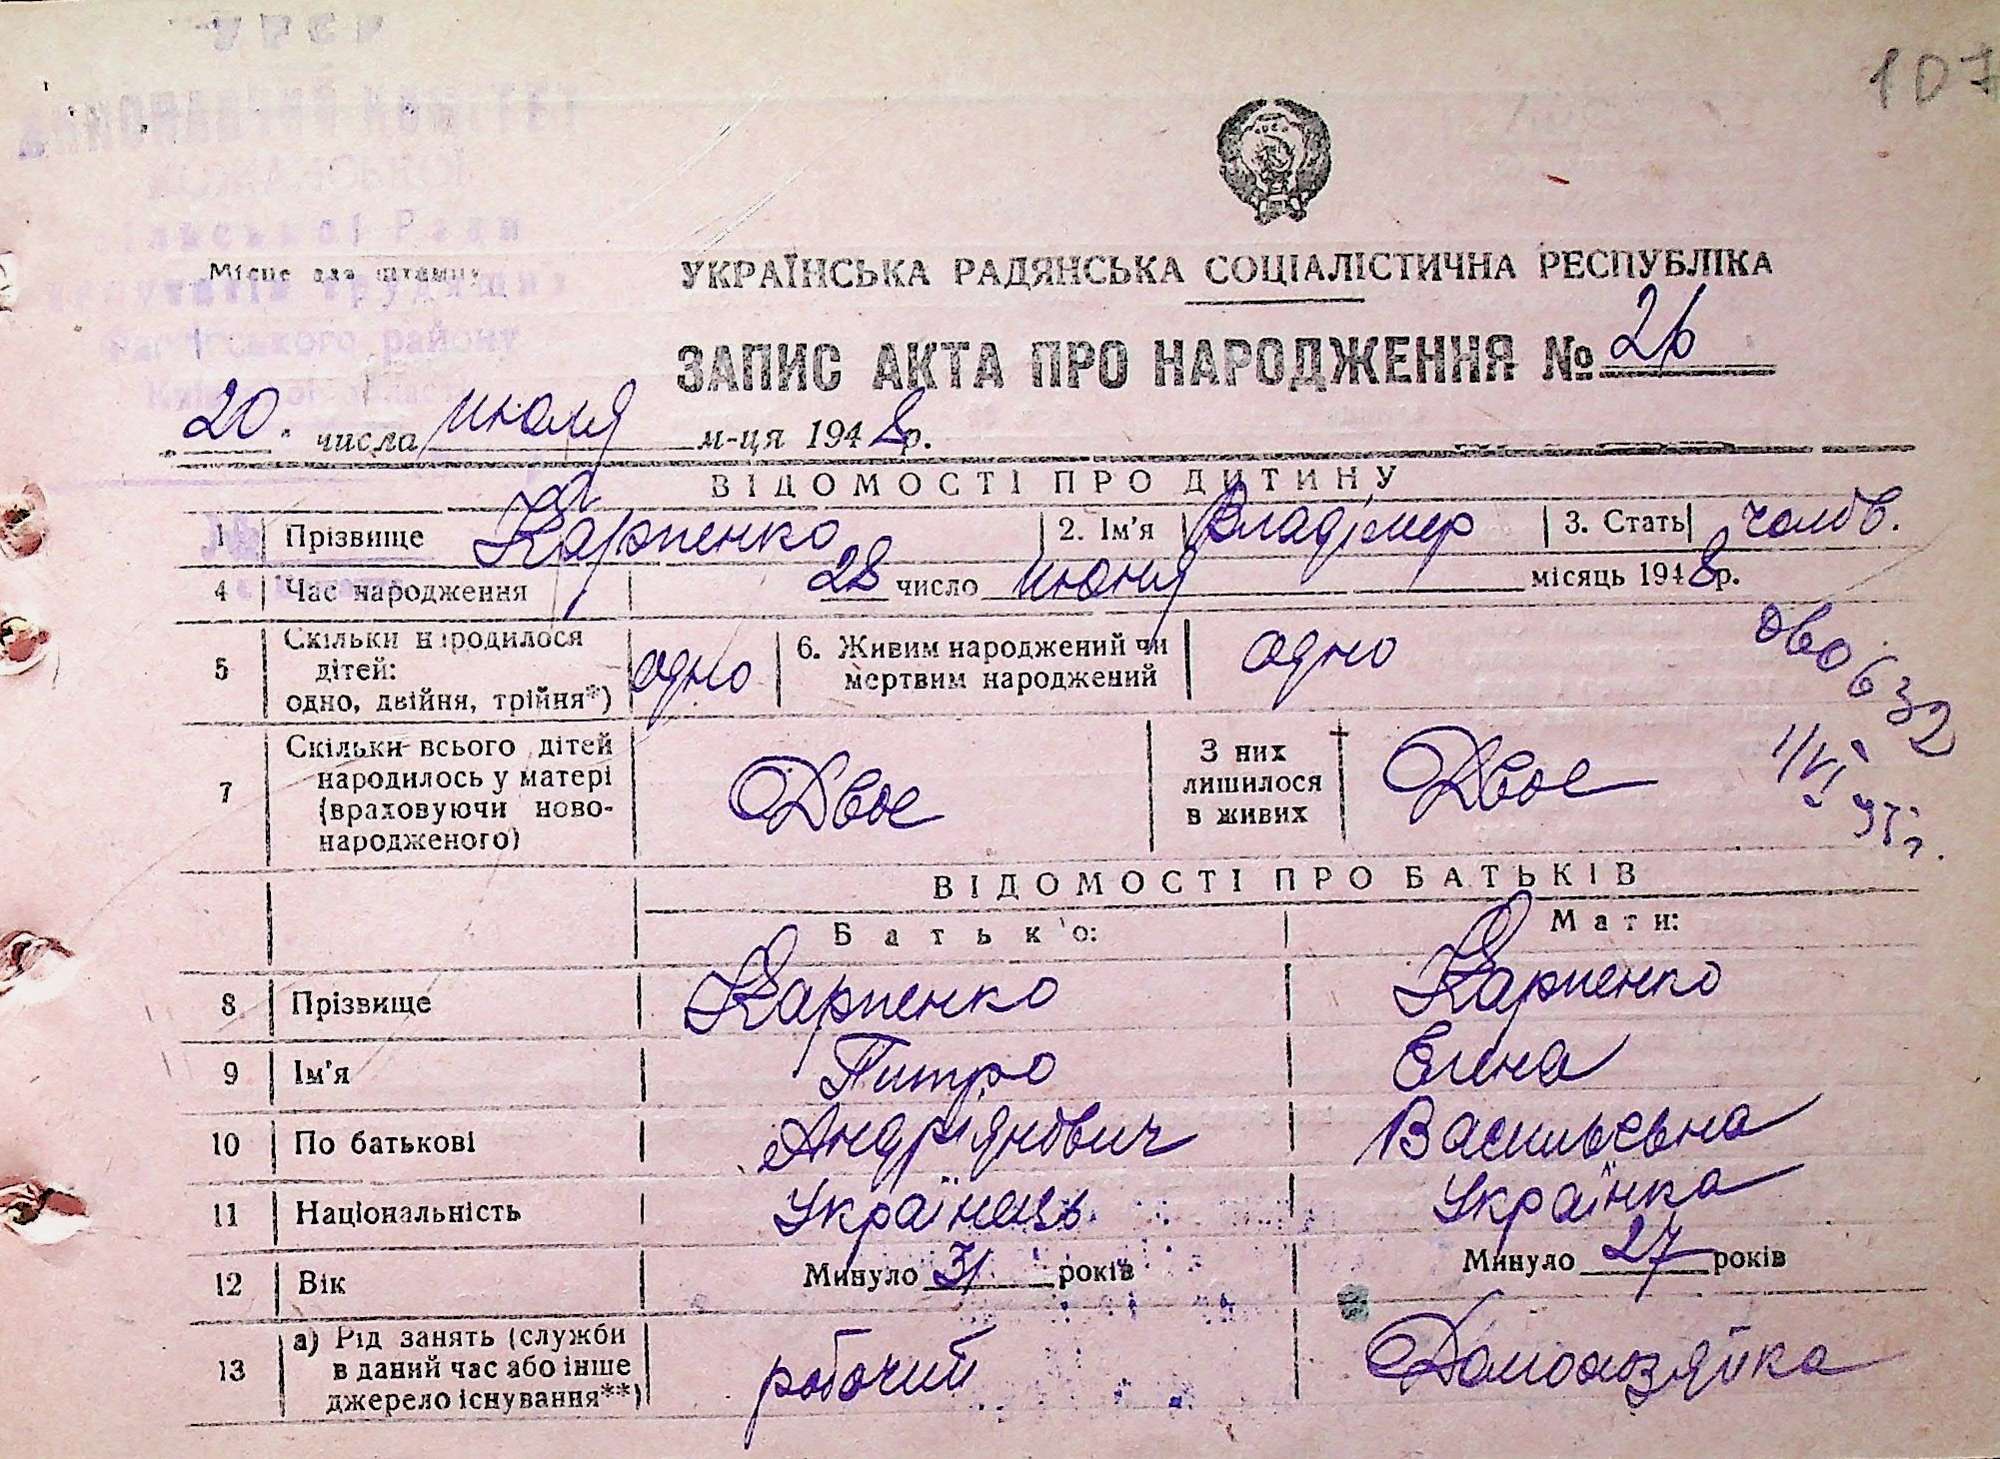 107
Місце для штампу
УКРАЇНСЬКА РАДЯНСЬКА СОЦІАЛІСТИЧНА РЕСПУБЛІКА
ЗАПИС АКТА ПРО НАРОДЖЕННЯ № 26
20. числа июля м-ця 1948 р.
ВІДОМОСТІ ПРО ДИТИНУ
1 Прізвище Карпенко 2. Ім'я Владімер 3. Стать чолов.
4 Час народження 28 число июня місяць 1948 р.
5 Скільки народилося дітей: одно, двійня, трійня*) одно 6. Живим народжений чи мертвим народжений одно
7 Скільки всього дітей народилось у матері (враховуючи новонародженого) Двое З них лишилося в живих Двое
ВІДОМОСТІ ПРО БАТЬКІВ
Батько: Мати:
8 Прізвище Карпенко Карпенко
9 Ім'я Питро Елена
10 По батькові Андріянович Васильевна
11 Національність Українець Українка
12 Вік Минуло 31 років Минуло 27 років
13 а) Рід занять (служби в даний час або інше джерело існування**) робочий Домохозяйка